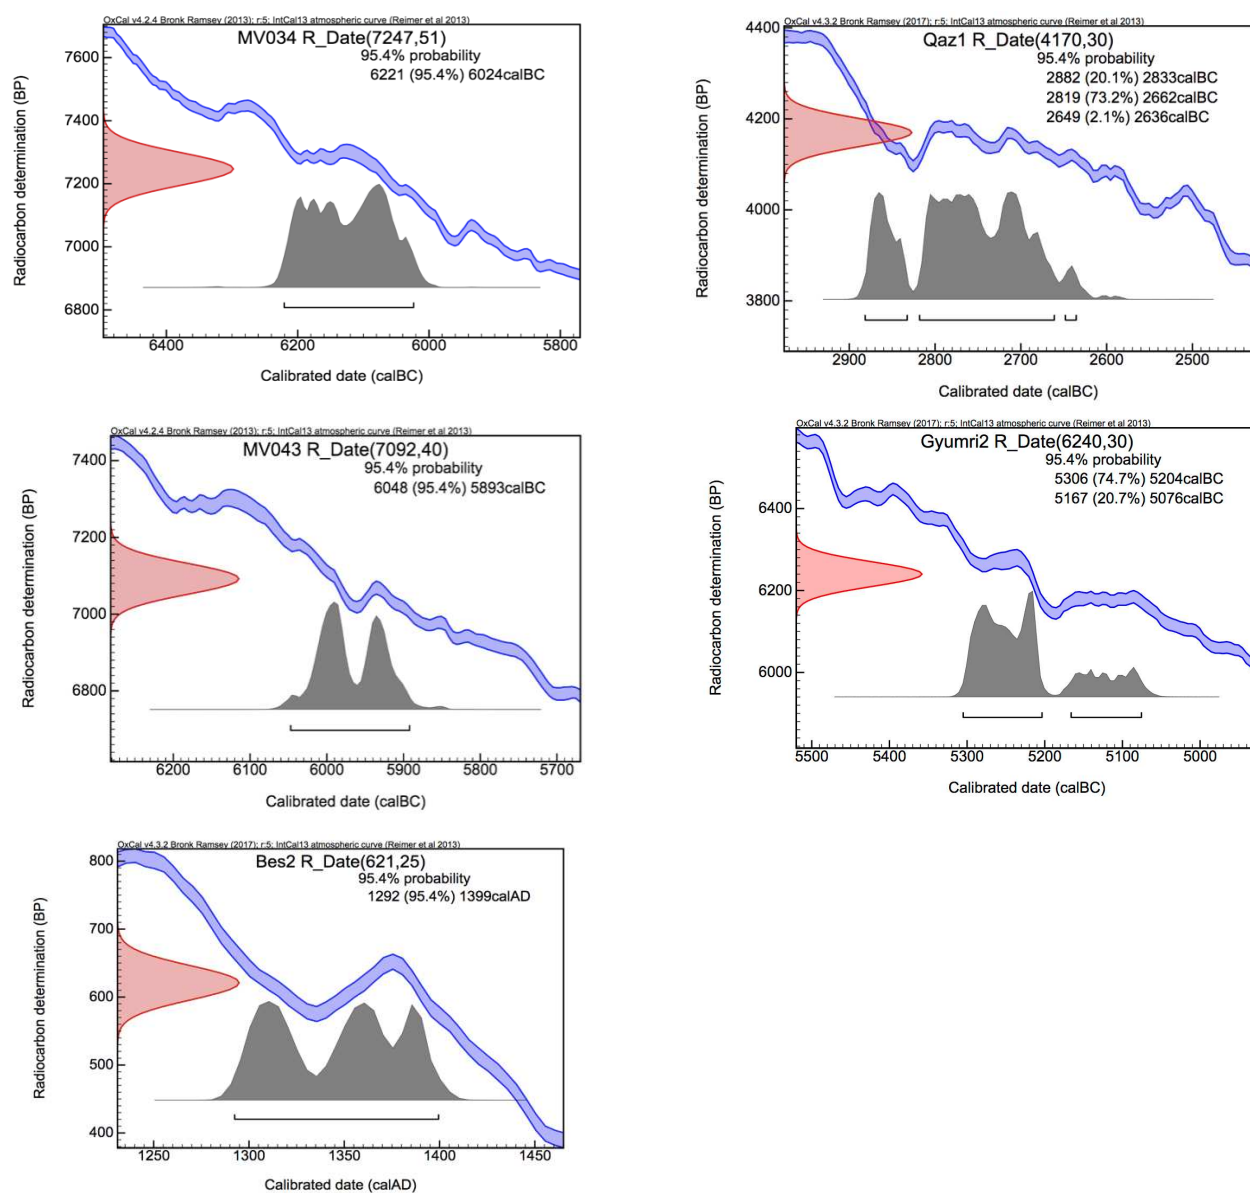 OxCal v4.2.4 Bronk Ramsey (2013); r:5; IntCal13 atmospheric curve (Reimer et al 2013)
MV034 R_Date(7247,51)
95.4% probability
6221 (95.4%) 6024calBC
Radiocarbon determination (BP)
7600
7400
7200
7000
6800
6400
6200
6000
5800
Calibrated date (calBC)
OxCal v4.3.2 Bronk Ramsey (2017); r:5; IntCal13 atmospheric curve (Reimer et al 2013)
Qaz1 R_Date(4170,30)
95.4% probability
2882 (20.1%) 2833calBC
2819 (73.2%) 2662calBC
2649 (2.1%) 2636calBC
Radiocarbon determination (BP)
4400
4200
4000
3800
2900
2800
2700
2600
2500
Calibrated date (calBC)
OxCal v4.2.4 Bronk Ramsey (2013); r:5; IntCal13 atmospheric curve (Reimer et al 2013)
MV043 R_Date(7092,40)
95.4% probability
6048 (95.4%) 5893calBC
Radiocarbon determination (BP)
7400
7200
7000
6800
6200
6100
6000
5900
5800
5700
Calibrated date (calBC)
OxCal v4.3.2 Bronk Ramsey (2017); r:5; IntCal13 atmospheric curve (Reimer et al 2013)
Gyumri2 R_Date(6240,30)
95.4% probability
5306 (74.7%) 5204calBC
5167 (20.7%) 5076calBC
Radiocarbon determination (BP)
6400
6200
6000
5500
5400
5300
5200
5100
5000
Calibrated date (calBC)
OxCal v4.3.2 Bronk Ramsey (2017); r:5; IntCal13 atmospheric curve (Reimer et al 2013)
Bes2 R_Date(621,25)
95.4% probability
1292 (95.4%) 1399calAD
Radiocarbon determination (BP)
800
700
600
500
400
1250
1300
1350
1400
1450
Calibrated date (calAD)